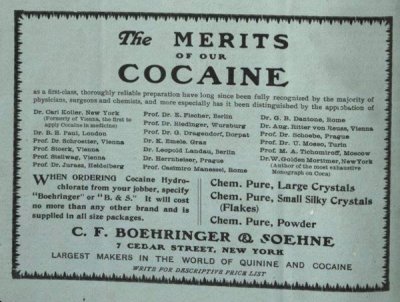 The MERITS
OF OUR
COCAINE
as a first-class, thoroughly reliable preparation have long since been fully recognized by the majority of
physicians, surgeons and chemists, and more especially has it been distinguished by the approbation of
Dr. Carl Koller, New York
(Formerly of Vienna, the first to
apply Cocaine in medicine)
Dr. B. E. Paul, London
Prof. Dr. Schroetter, Vienna
Prof. Stoerk, Vienna
Prof. Stellwag, Vienna
Prof. Dr. Jurasz, Heidelberg
Prof. Dr. E. Fischer, Berlin
Prof. Dr. Riedinger, Wuraburg
Prof. Dr. G. Dragendorf, Dorpat
Dr. K. Emele, Graz
Dr. Leopold Landau, Berlin
Dr. Herrnheiser, Prague
Prof. Casimiro Manassei, Rome
Dr. G. B. Dantone, Rome
Dr. Ang. Ritter von Reuss, Vienna
Prof. Dr. Schoebe, Prague
Prof. Dr. U. Mosso, Turin
Prof. M. A. Tichomiroff, Moscow
Dr. W. Golden Mortimer, New York
(Author of the most exhaustive
Monograph on Coca)
WHEN ORDERING Cocaine Hydro-
chlorate from your jobber, specify
"Boehringer" or "B. & S." It will cost
no more than any other brand and is
supplied in all size packages.
Chem. Pure, Large Crystals
Chem. Pure, Small Silky Crystals
(Flakes)
Chem. Pure, Powder
C. F. BOEHRINGER & SOEHNE
7 CEDAR STREET, NEW YORK
LARGEST MAKERS IN THE WORLD OF QUININE AND COCAINE
WRITE FOR DESCRIPTIVE PRICE LIST